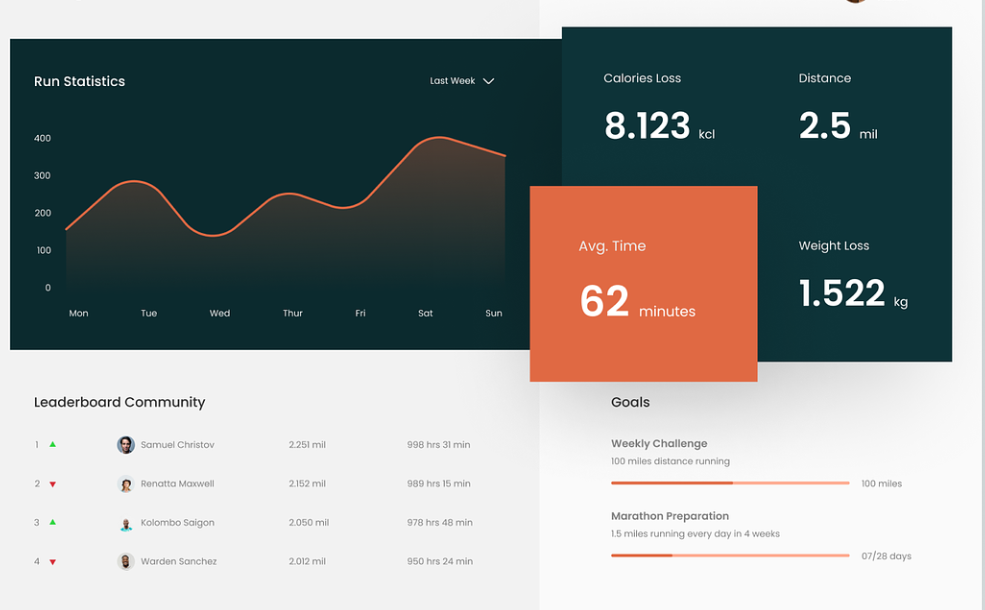 Run Statistics
Last Week
400
300
200
100
0
Mon Tue Wed Thur Fri Sat Sun
Calories Loss
8.123 kcl
Distance
2.5 mil
Avg. Time
62 minutes
Weight Loss
1.522 kg
Leaderboard Community
1 Samuel Christov 2.251 mil 998 hrs 31 min
2 Renatta Maxwell 2.152 mil 989 hrs 15 min
3 Kolombo Saigon 2.050 mil 978 hrs 48 min
4 Warden Sanchez 2.012 mil 950 hrs 24 min
Goals
Weekly Challenge
100 miles distance running
100 miles
Marathon Preparation
1.5 miles running every day in 4 weeks
07/28 days